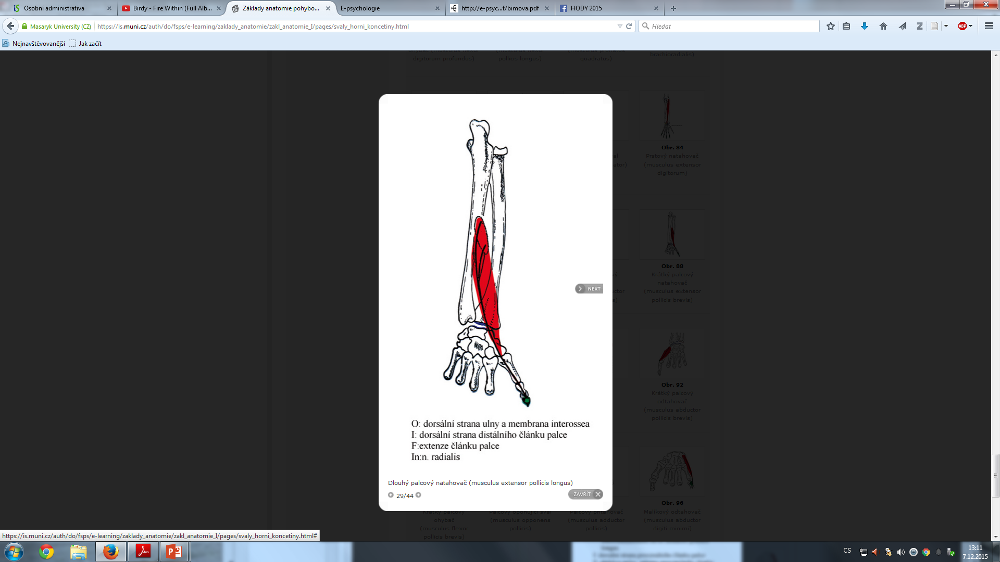 Osobní administrativa
Birdy - Fire Within (Full Alb...
Základy anatomie pohybo...
E-psychologie
http://e-psyc...f/bimova.pdf
HODY 2015
Masaryk University (CZ)
https://is.muni.cz/auth/do/fsps/e-learning/zaklady_anatomie/zakl_anatomie_I/pages/svaly_horni_koncetiny.html
Hledat
ABP
Nejnavštěvovanější
Jak začít
digitorum profundus)
pollicis longus)
quadratus)
brachioradialis)
Obr. 84
Prstový natahovač
(musculus extensor
digitorum)
NEXT
Obr. 88
Krátký palcový
natahovač
(musculus extensor
pollicis brevis)
Obr. 92
Krátký palcový
odtahovač
(musculus abductor
pollicis brevis)
O: dorsální strana ulny a membrana interossea
I: dorsální strana distálního článku palce
F:extenze článku palce
In:n. radialis
Dlouhý palcový natahovač (musculus extensor pollicis longus)
29/44
ZAVŘÍT
Obr. 96
Malíkový odtahovač
(musculus abductor
digiti minimi)
Krátký palcový
ohybač
(musculus flexor
pollicis brevis)
Palcový oponující sval
(musculus opponens
pollicis)
Palcový přitahovač
(musculus adductor
pollicis)
https://is.muni.cz/auth/do/fsps/e-learning/zaklady_anatomie/zakl_anatomie_I/pages/svaly_horni_koncetiny.html#
CS
13:11
7.12.2015